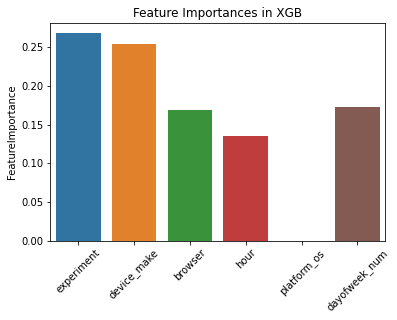 Feature Importances in XGB
FeatureImportance
0.25
0.20
0.15
0.10
0.05
0.00
experiment
device_make
browser
hour
platform_os
dayofweek_num